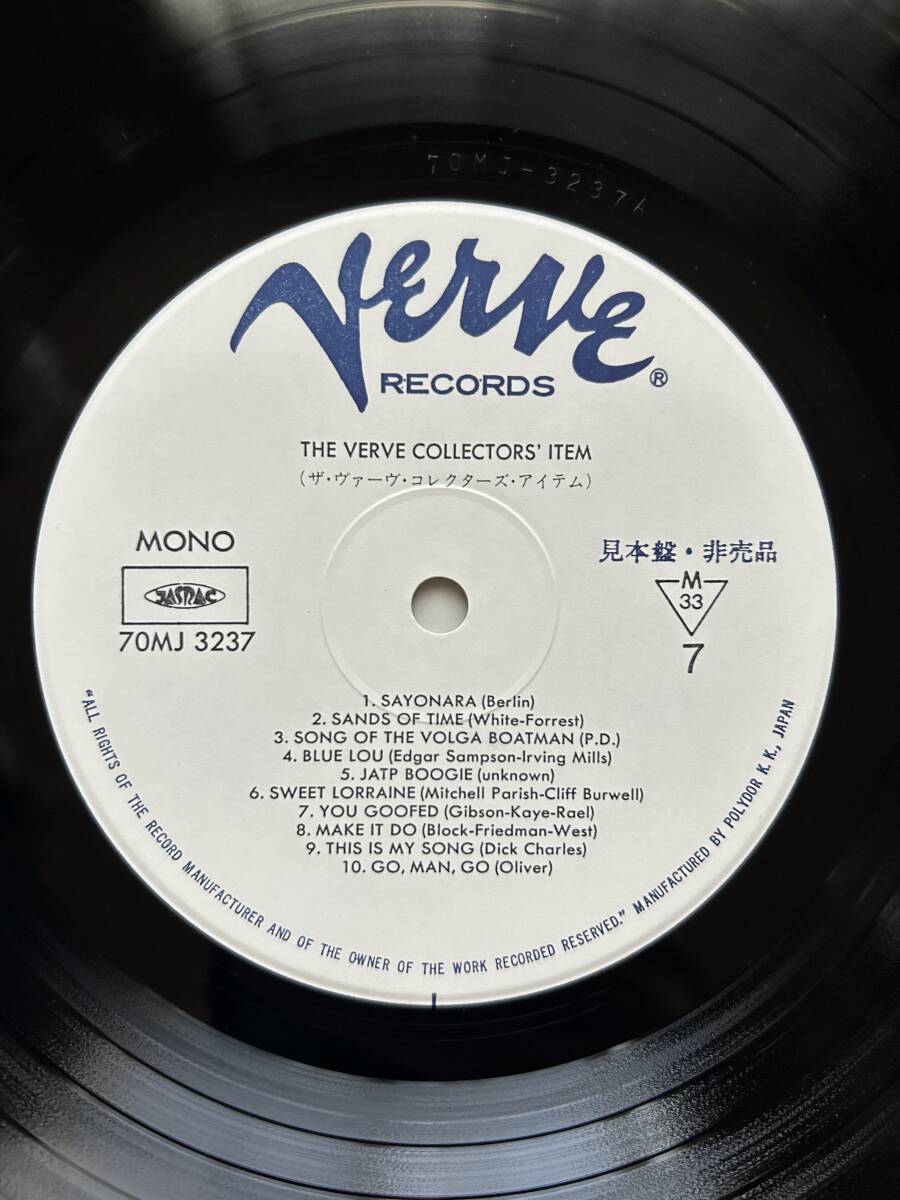 70MJ-3237A
Verve
RECORDS ®
THE VERVE COLLECTORS' ITEM
(ザ・ヴァーヴ・コレクターズ・アイテム)
MONO
JASRAC
70MJ 3237
見本盤・非売品
M
33
7
1. SAYONARA (Berlin)
2. SANDS OF TIME (White-Forrest)
3. SONG OF THE VOLGA BOATMAN (P.D.)
4. BLUE LOU (Edgar Sampson-Irving Mills)
5. JATP BOOGIE (unknown)
6. SWEET LORRAINE (Mitchell Parish-Cliff Burwell)
7. YOU GOOFED (Gibson-Kaye-Rael)
8. MAKE IT DO (Block-Friedman-West)
9. THIS IS MY SONG (Dick Charles)
10. GO, MAN, GO (Oliver)
"ALL RIGHTS OF THE RECORD MANUFACTURER AND OF THE OWNER OF THE WORK RECORDED RESERVED." MANUFACTURED BY POLYDOR K. K., JAPAN